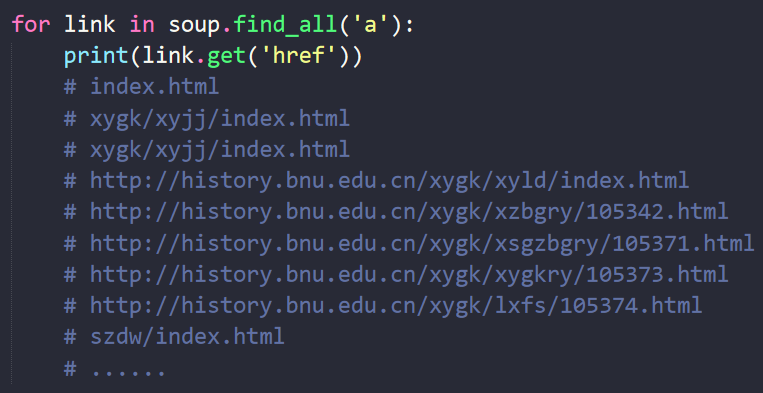 for link in soup.find_all('a'):
    print(link.get('href'))
    # index.html
    # xygk/xyjj/index.html
    # xygk/xyjj/index.html
    # http://history.bnu.edu.cn/xygk/xyld/index.html
    # http://history.bnu.edu.cn/xygk/xzbgry/105342.html
    # http://history.bnu.edu.cn/xygk/xsgzbgry/105371.html
    # http://history.bnu.edu.cn/xygk/xygkry/105373.html
    # http://history.bnu.edu.cn/xygk/lxfs/105374.html
    # szdw/index.html
    # ......